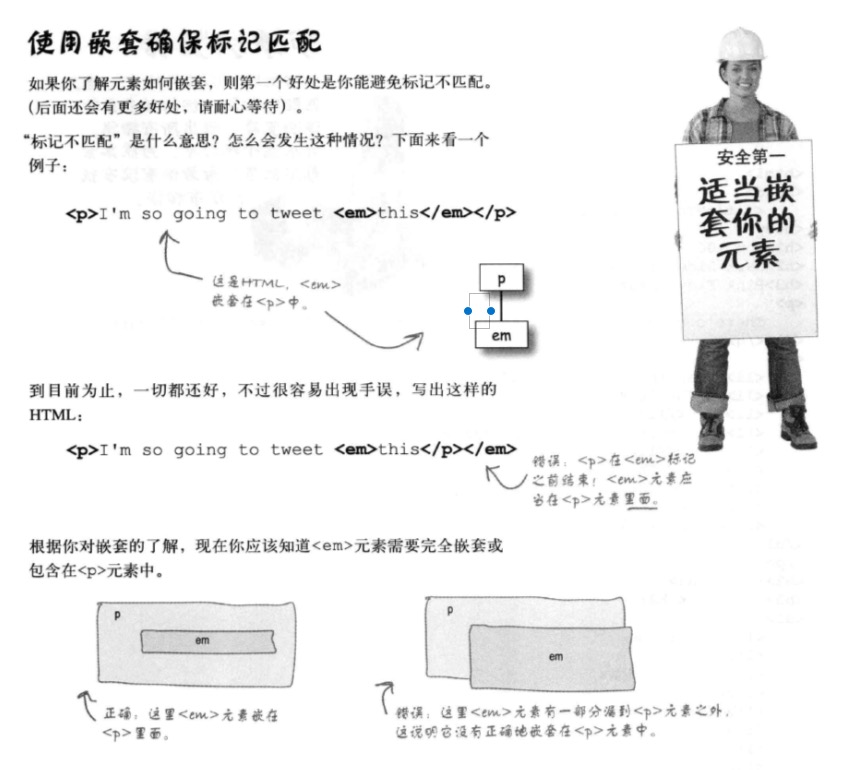 使用嵌套确保标记匹配
如果你了解元素如何嵌套，则第一个好处是你能避免标记不匹配。
（后面还会有更多好处，请耐心等待）。
“标记不匹配”是什么意思？怎么会发生这种情况？下面来看一个
例子：
<p>I'm so going to tweet <em>this</em></p>
这是HTML，<em>
嵌套在<p>中。
p
em
安全第一
适当嵌
套你的
元素
到目前为止，一切都还好，不过很容易出现手误，写出这样的
HTML：
<p>I'm so going to tweet <em>this</p></em>
错误：<p>在<em>标记
之前结束！<em>元素应
当在<p>元素里面。
根据你对嵌套的了解，现在你应该知道<em>元素需要完全嵌套或
包含在<p>元素中。
p
em
正确：这里<em>元素嵌在
<p>里面。
p
em
错误：这里<em>元素有一部分漏到<p>元素之外，
这说明它没有正确地嵌套在<p>元素中。